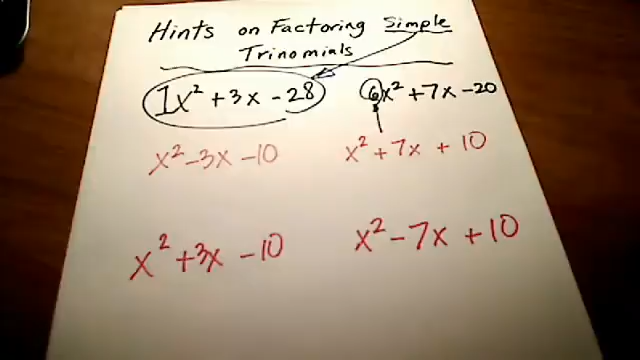 Hints on Factoring Simple
Trinomials
1x² + 3x - 28
6x² + 7x - 20
x² - 3x - 10
x² + 7x + 10
x² + 3x - 10
x² - 7x + 10